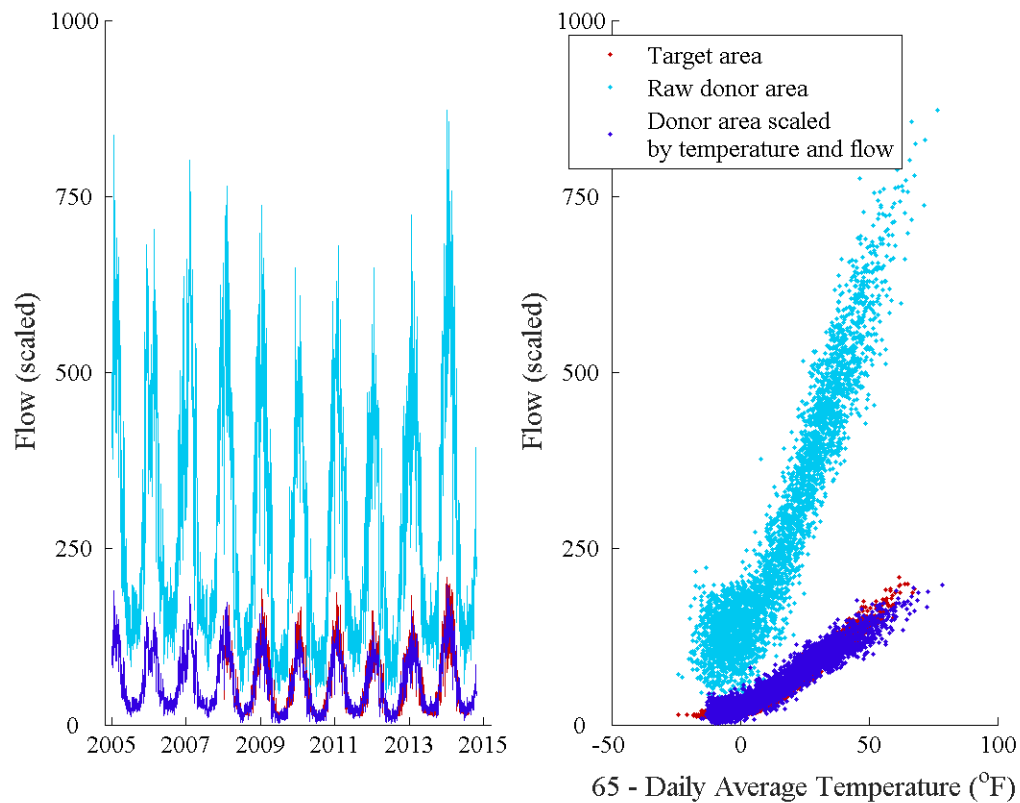 1000
750
500
250
0
Flow (scaled)
2005
2007
2009
2011
2013
2015
1000
750
500
250
0
Flow (scaled)
-50
0
50
100
65 - Daily Average Temperature (°F)
Target area
Raw donor area
Donor area scaled
by temperature and flow